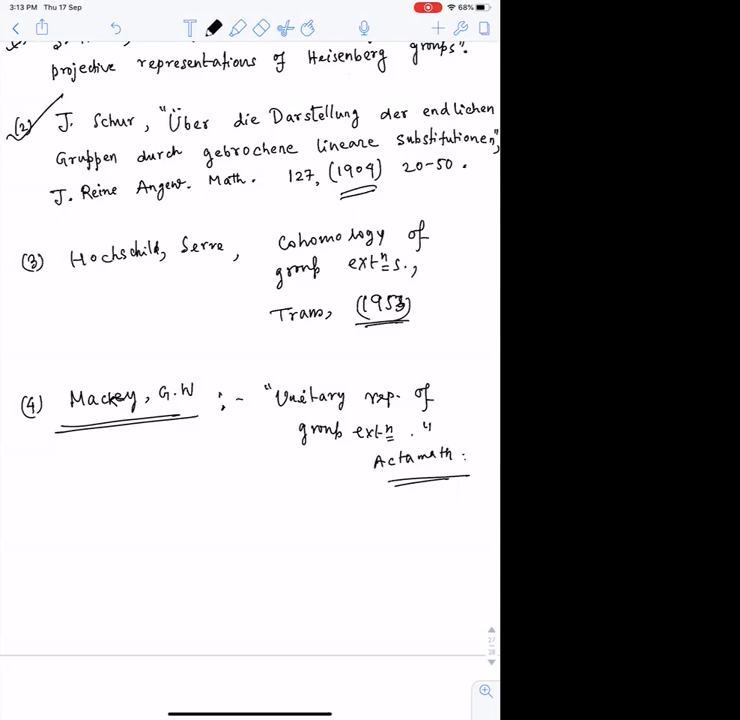 3:13 PM Thu 17 Sep
68%
T
projective representations of Heisenberg groups".
(2) J. Schur, "Über die Darstellung der endlichen
Gruppen durch gebrochene lineare substitutionen",
J. Reine Angew. Math. 127, (1904) 20-50.
(3) Hochschild, Serre, Cohomology of
group extns.,
Trans, (1953)
(4) Mackey, G.W :- "Unitary rep. of
group extn."
Actamath:
27
28